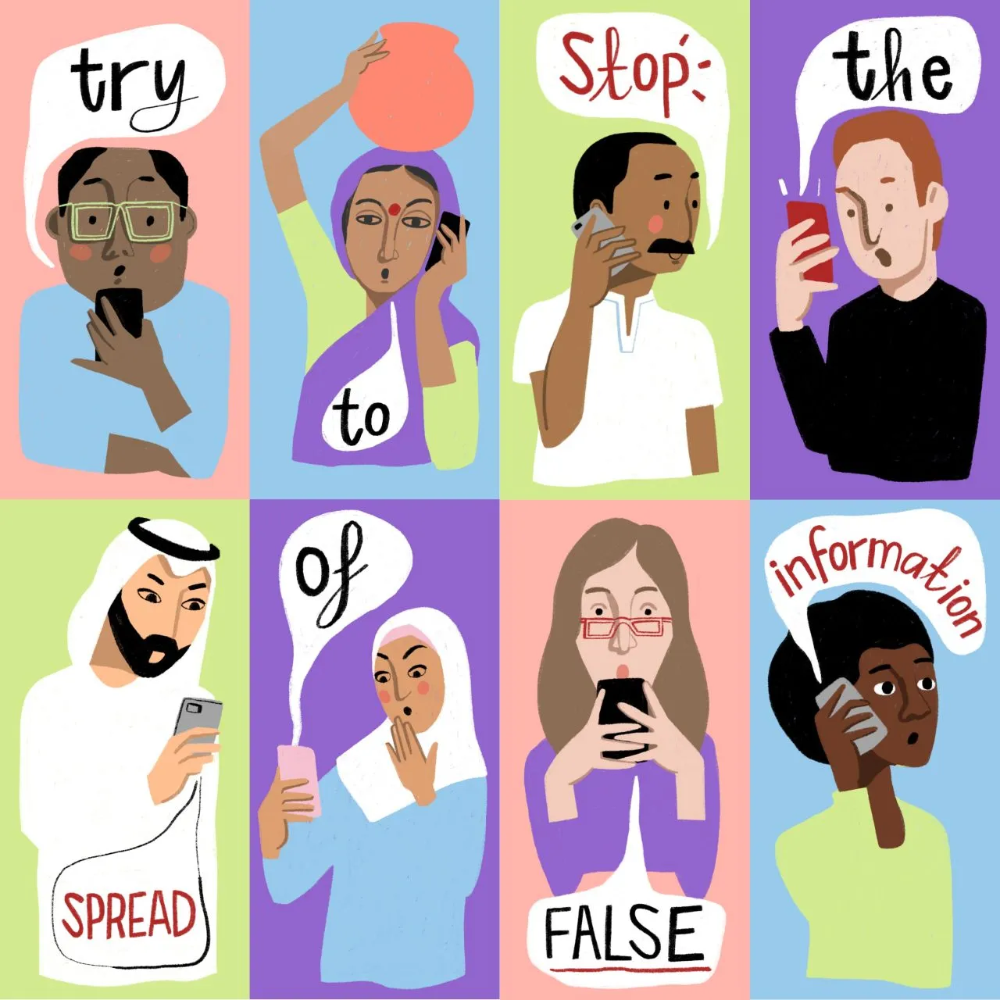 try
to
Stop
the
SPREAD
of
FALSE
information